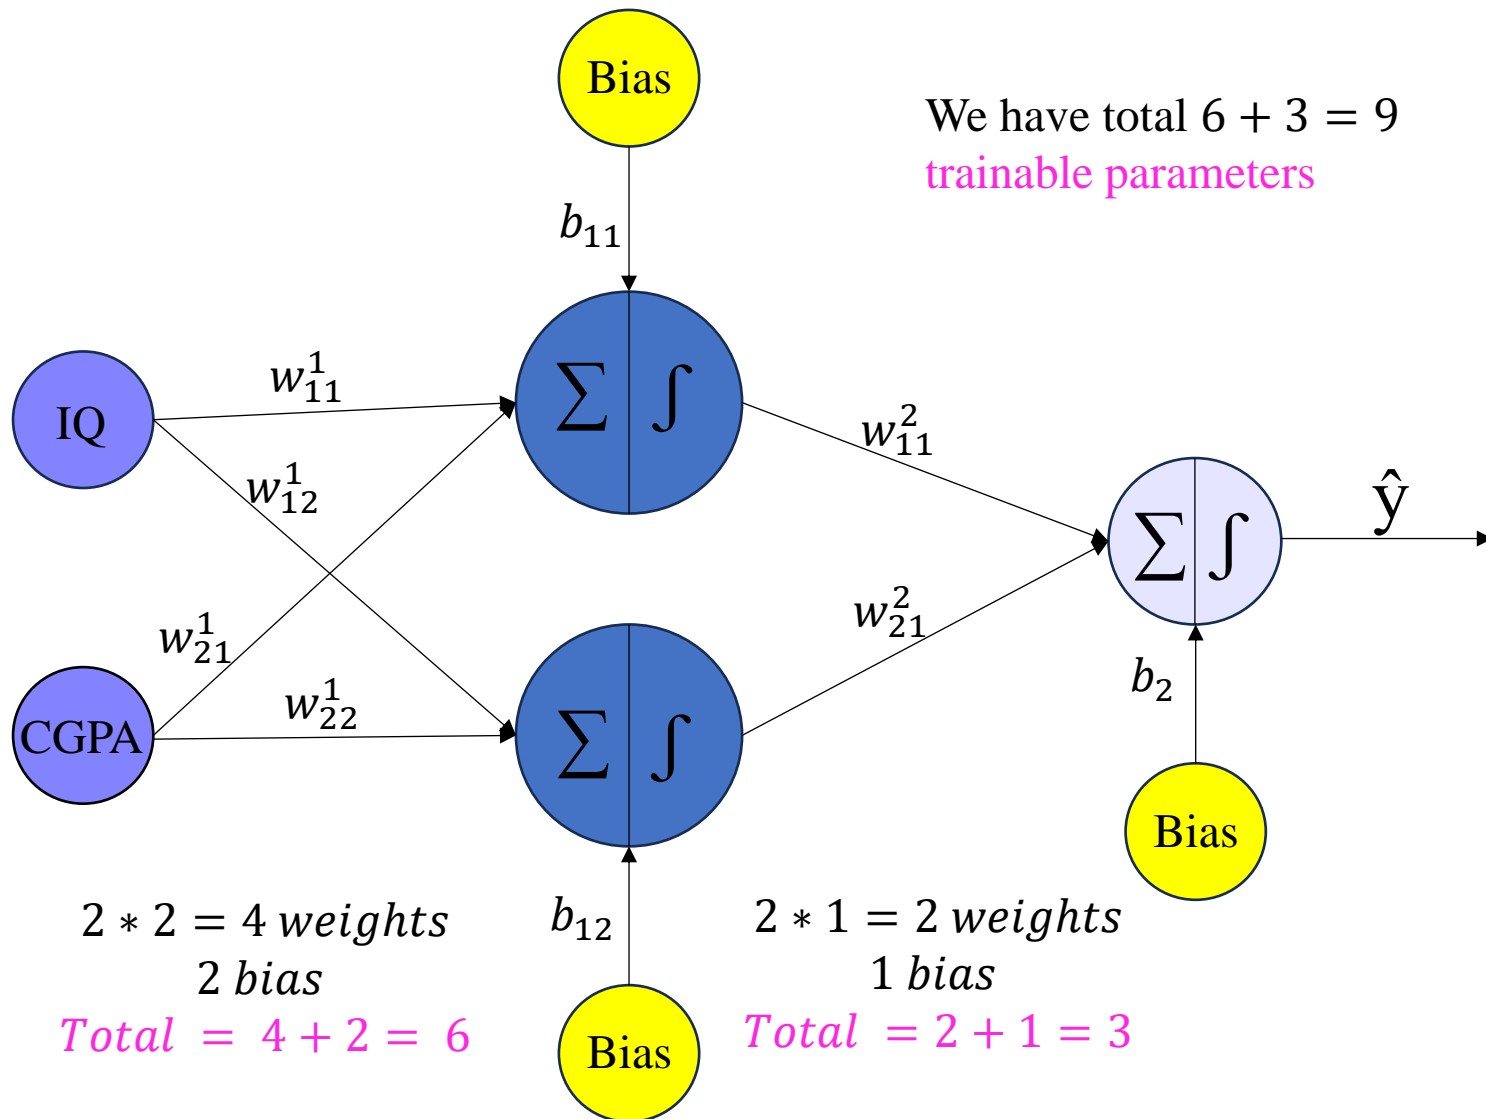 Bias
We have total 6 + 3 = 9
trainable parameters
b₁₁
w¹₁₁
IQ
∑ ∫
w²₁₁
w¹₁₂
ŷ
∑ ∫
w¹₂₁
w²₂₁
CGPA
w¹₂₂
∑ ∫
b₂
Bias
2 ∗ 2 = 4 weights
2 bias
Total = 4 + 2 = 6
b₁₂
2 ∗ 1 = 2 weights
1 bias
Total = 2 + 1 = 3
Bias